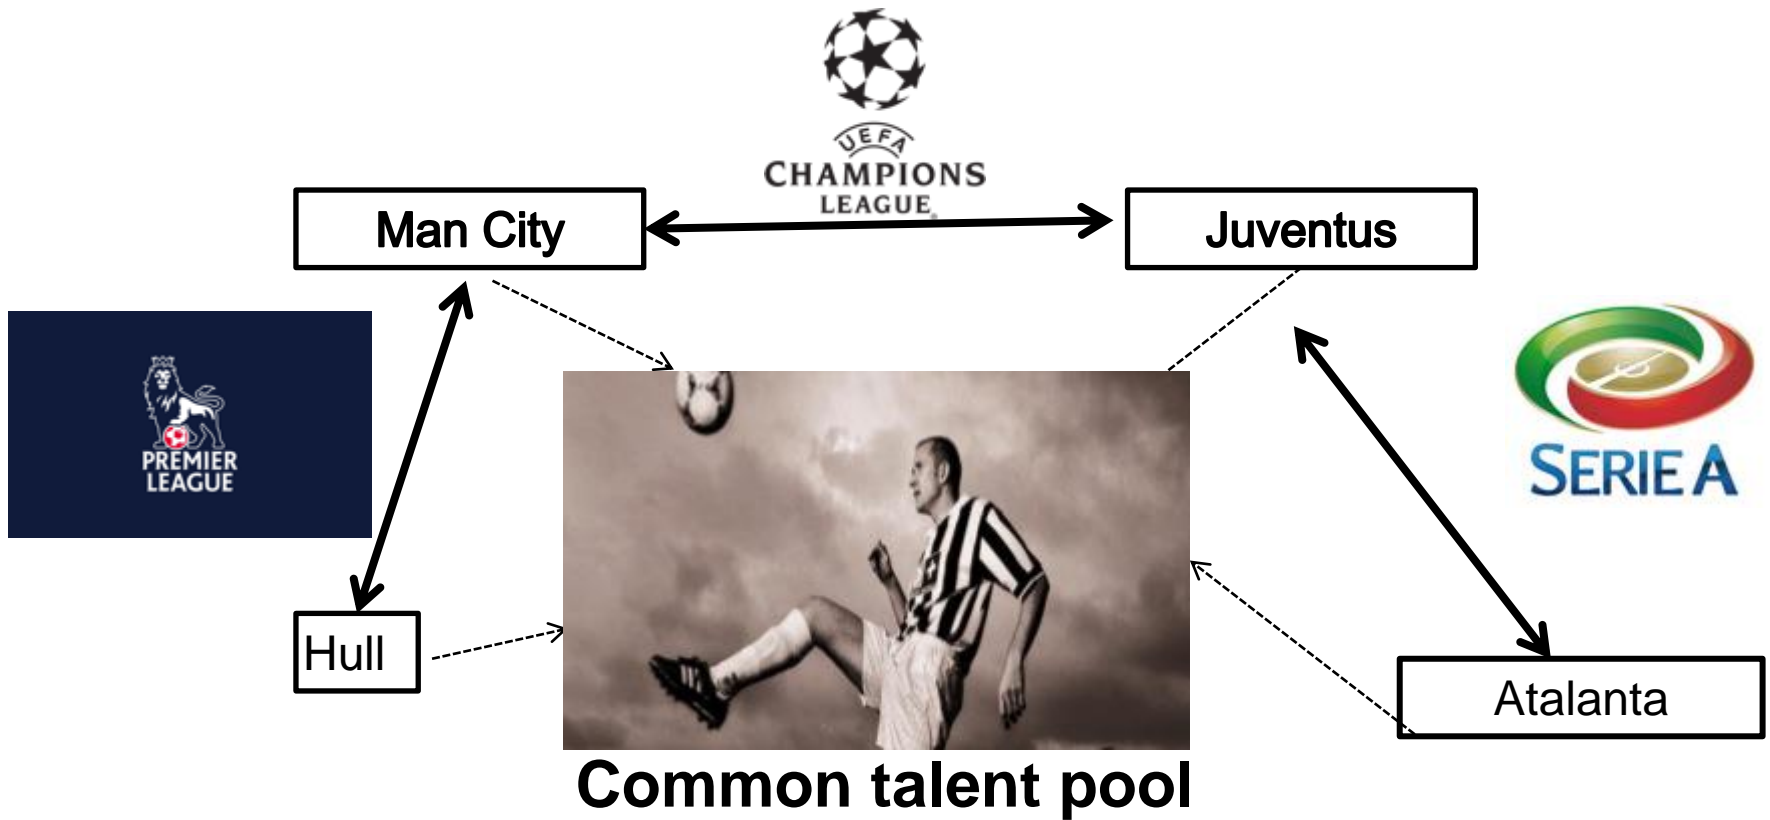 UEFA
CHAMPIONS
LEAGUE
Man City
Juventus
PREMIER
LEAGUE
SERIE A
Hull
Atalanta
Common talent pool